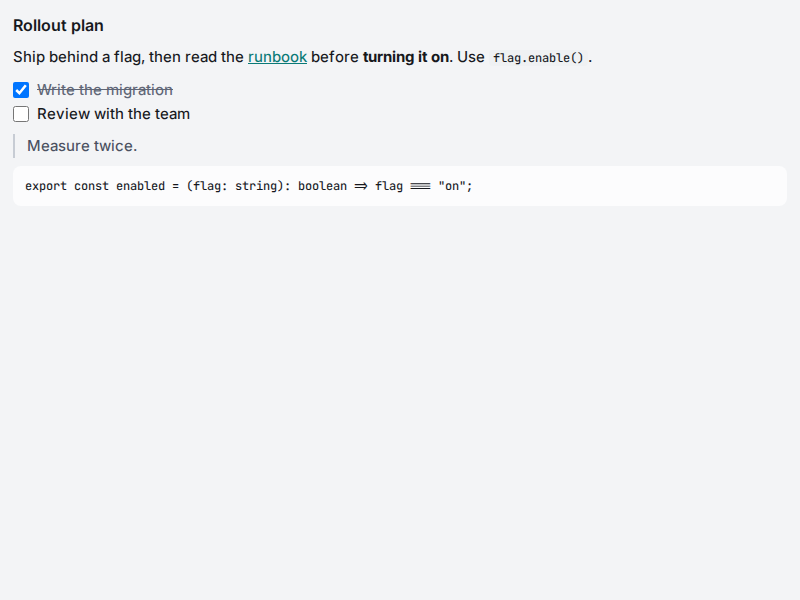 Rollout plan
Ship behind a flag, then read the runbook before turning it on. Use flag.enable() .
Write the migration
Review with the team
Measure twice.
export const enabled = (flag: string): boolean => flag === "on";